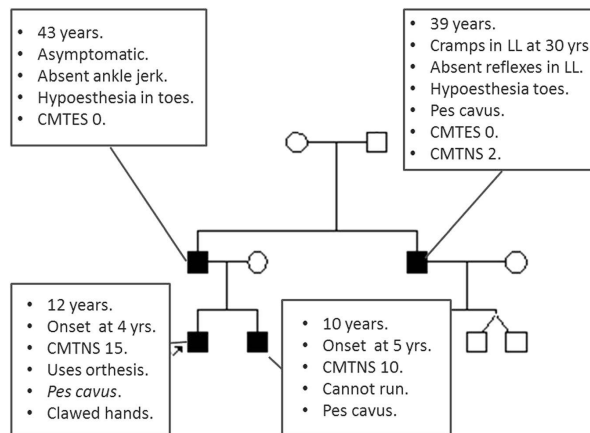 • 43 years.
• Asymptomatic.
• Absent ankle jerk.
• Hypoesthesia in toes.
• CMTES 0.
• 39 years.
• Cramps in LL at 30 yrs
• Absent reflexes in LL.
• Hypoesthesia toes.
• Pes cavus.
• CMTES 0.
• CMTNS 2.
• 12 years.
• Onset at 4 yrs.
• CMTNS 15.
• Uses orthesis.
• Pes cavus.
• Clawed hands.
• 10 years.
• Onset at 5 yrs.
• CMTNS 10.
• Cannot run.
• Pes cavus.